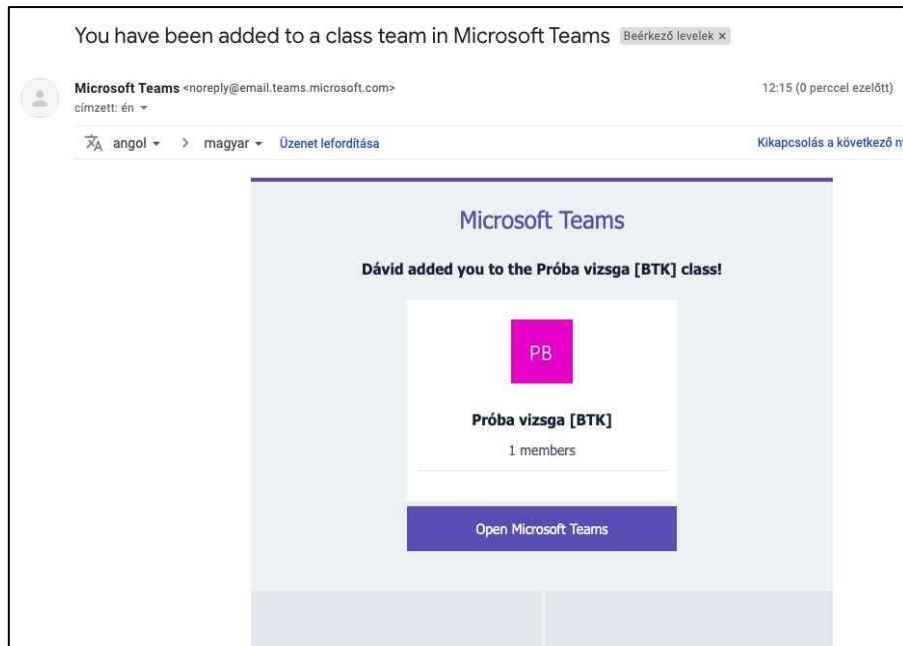 You have been added to a class team in Microsoft Teams Beérkező levelek ×
Microsoft Teams <noreply@email.teams.microsoft.com> 12:15 (0 perccel ezelőtt)
címzett: én
angol > magyar Üzenet lefordítása Kikapcsolás a következő
Microsoft Teams
Dávid added you to the Próba vizsga [BTK] class!
PB
Próba vizsga [BTK]
1 members
Open Microsoft Teams